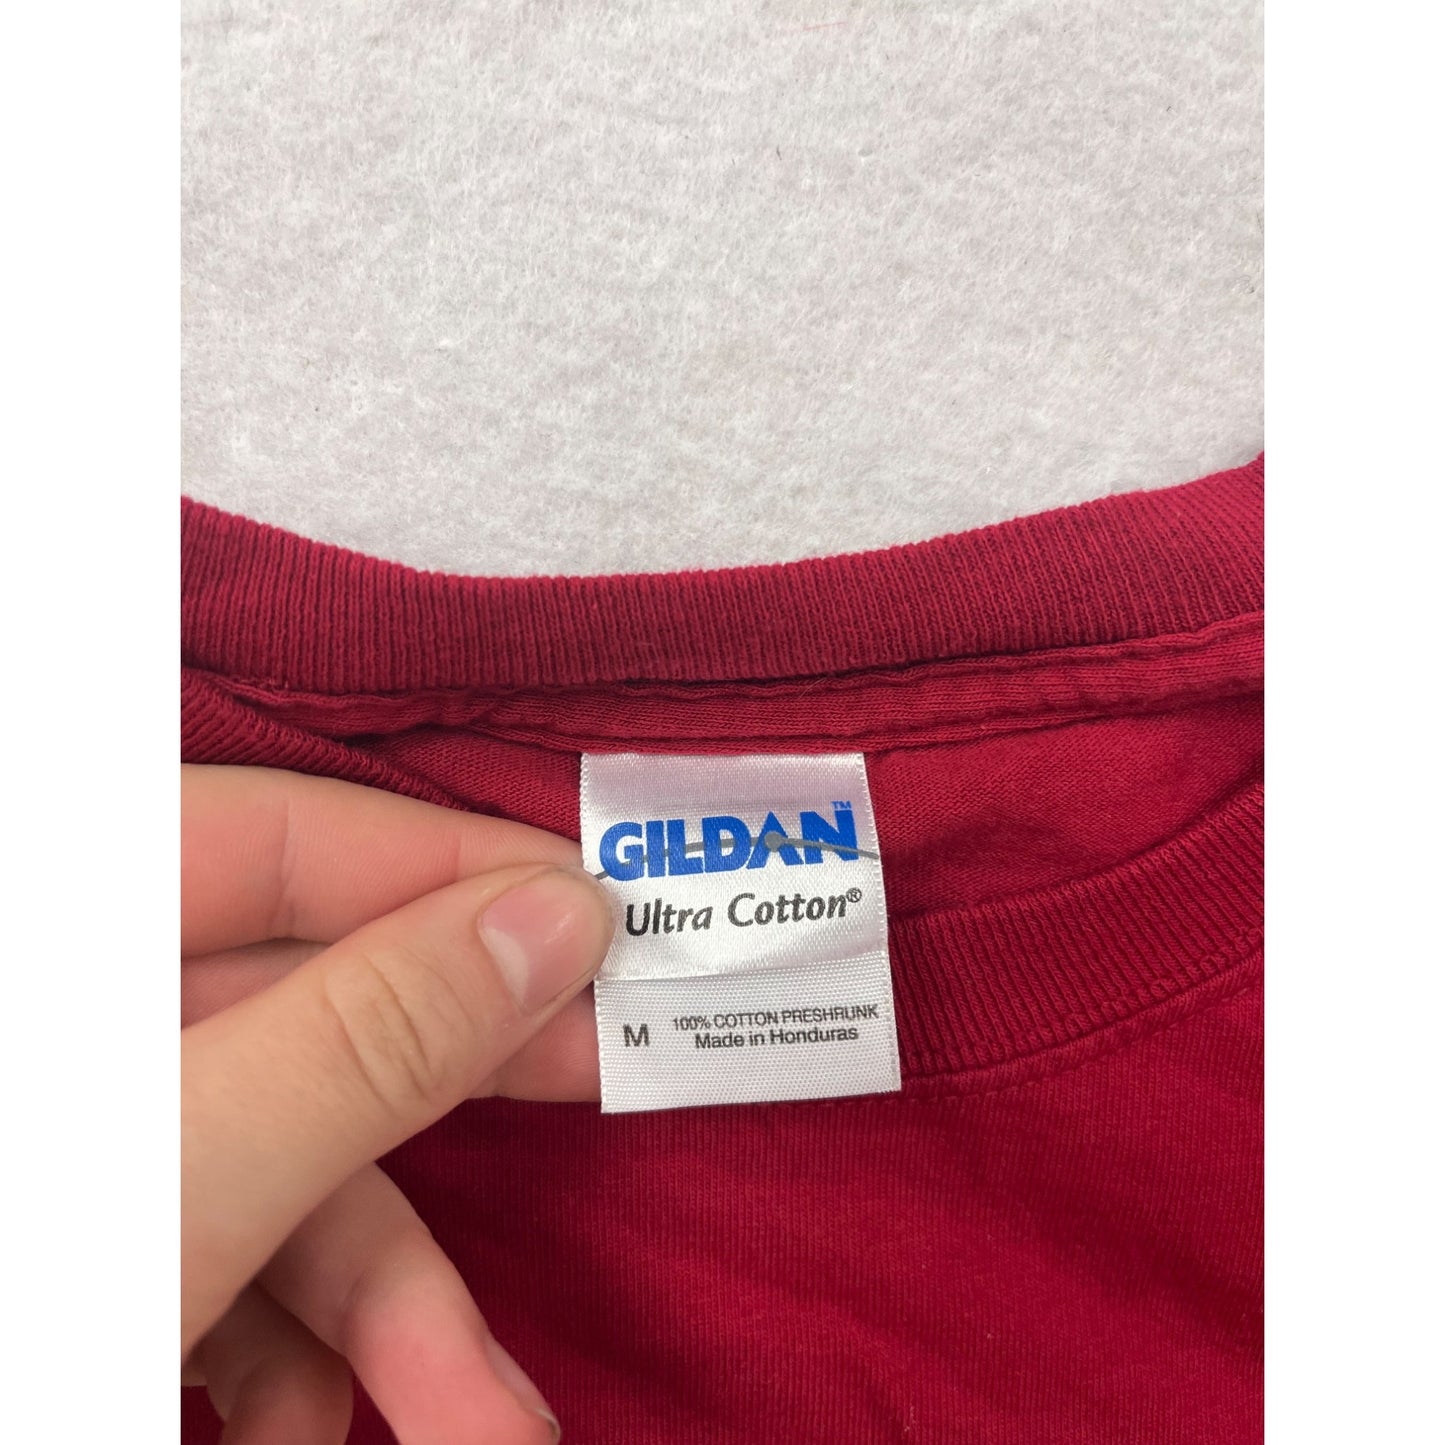 GILDAN™
Ultra Cotton®
M 100% COTTON PRESHRUNK
Made in Honduras